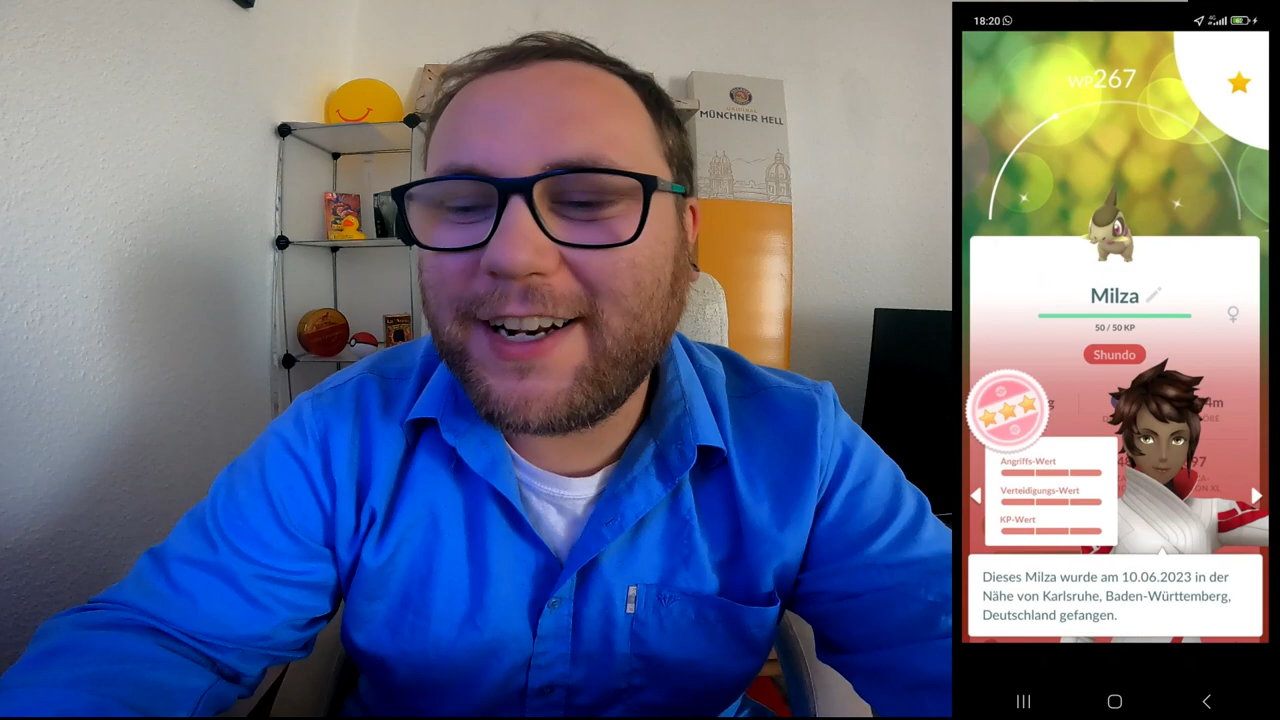 MÜNCHNER HELL
18:20
4G
WP267
Milza
50 / 50 KP
Shundo
Angriffs-Wert
Verteidigungs-Wert
KP-Wert
Dieses Milza wurde am 10.06.2023 in der
Nähe von Karlsruhe, Baden-Württemberg,
Deutschland gefangen.